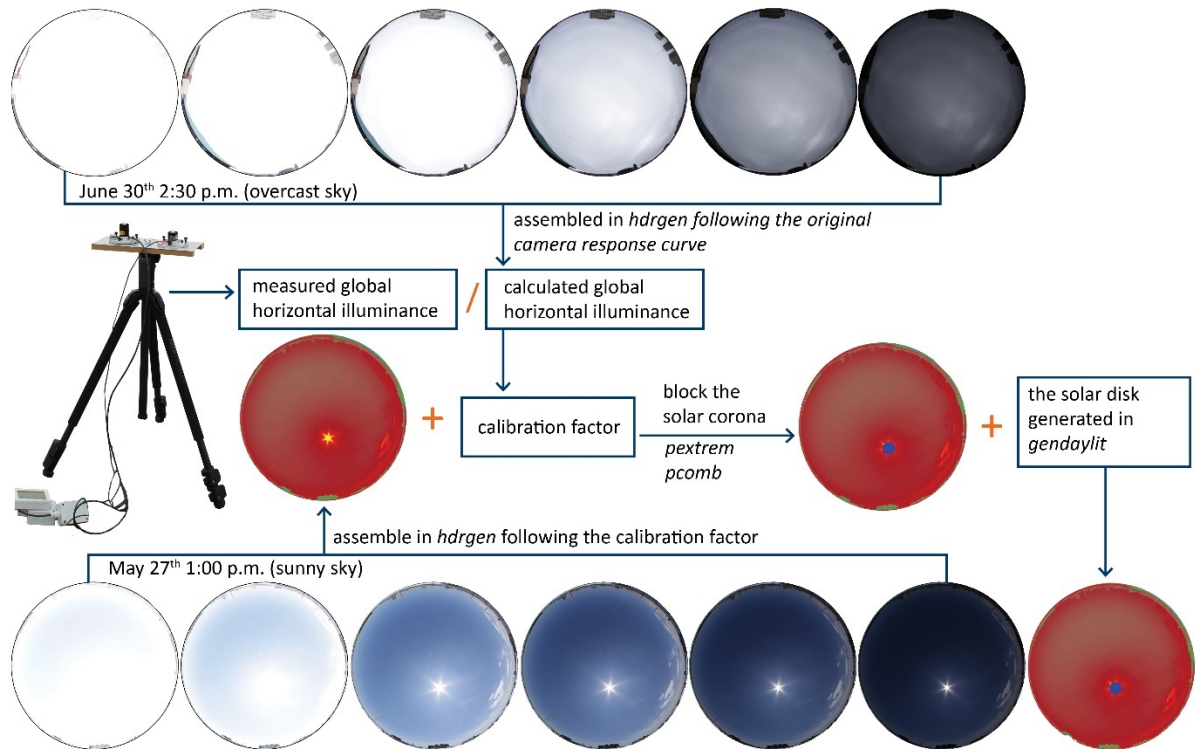 June 30th 2:30 p.m. (overcast sky)
assembled in hdrgen following the original
camera response curve
measured global
horizontal illuminance
/
calculated global
horizontal illuminance
+
calibration factor
block the
solar corona
pextrem
pcomb
+
the solar disk
generated in
gendaylit
assemble in hdrgen following the calibration factor
May 27th 1:00 p.m. (sunny sky)